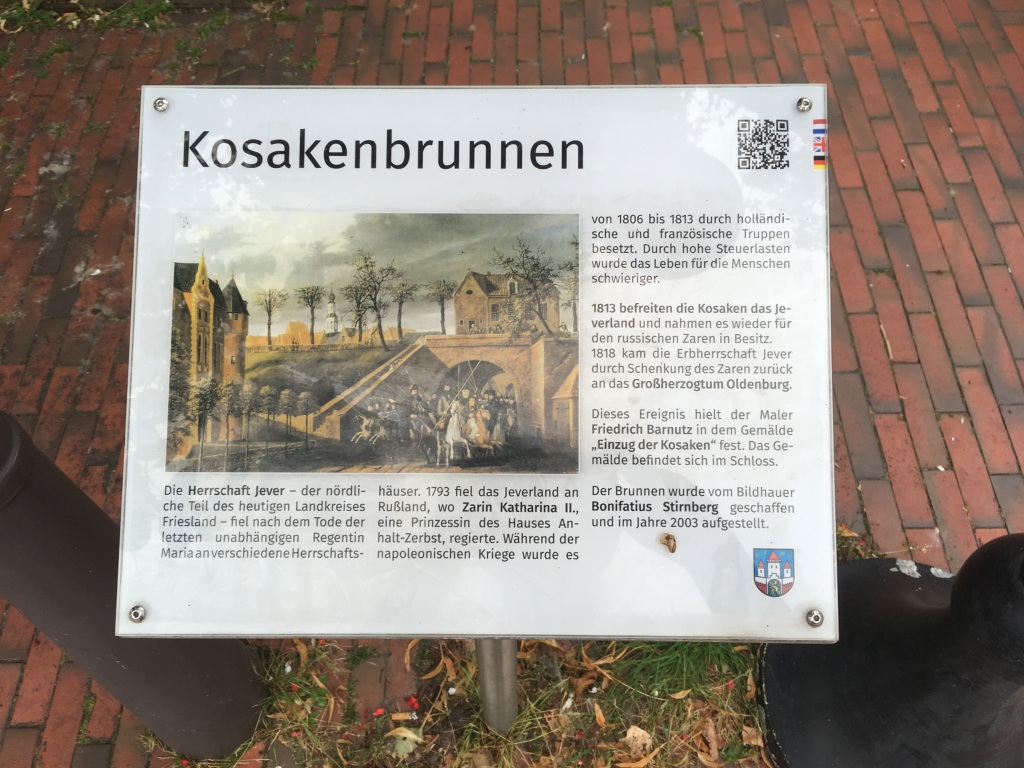 Kosakenbrunnen
Die Herrschaft Jever – der nördli-
che Teil des heutigen Landkreises
Friesland – fiel nach dem Tode der
letzten unabhängigen Regentin
Maria an verschiedene Herrschafts-
häuser. 1793 fiel das Jeverland an
Rußland, wo Zarin Katharina II.,
eine Prinzessin des Hauses An-
halt-Zerbst, regierte. Während der
napoleonischen Kriege wurde es
von 1806 bis 1813 durch holländi-
sche und französische Truppen
besetzt. Durch hohe Steuerlasten
wurde das Leben für die Menschen
schwieriger.
1813 befreiten die Kosaken das Je-
verland und nahmen es wieder für
den russischen Zaren in Besitz.
1818 kam die Erbherrschaft Jever
durch Schenkung des Zaren zurück
an das Großherzogtum Oldenburg.
Dieses Ereignis hielt der Maler
Friedrich Barnutz in dem Gemälde
„Einzug der Kosaken“ fest. Das Ge-
mälde befindet sich im Schloss.
Der Brunnen wurde vom Bildhauer
Bonifatius Stirnberg geschaffen
und im Jahre 2003 aufgestellt.